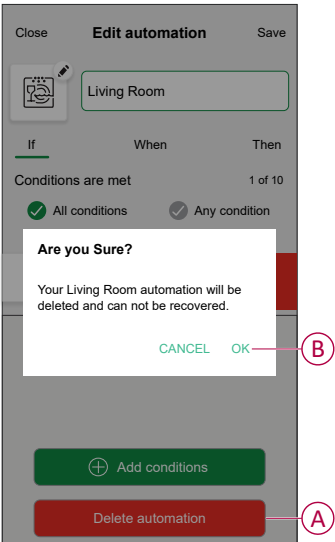 Close Edit automation Save
Living Room
If When Then
Conditions are met 1 of 10
All conditions Any condition
Are you Sure?
Your Living Room automation will be
deleted and can not be recovered.
CANCEL OK B
Add conditions
Delete automation A